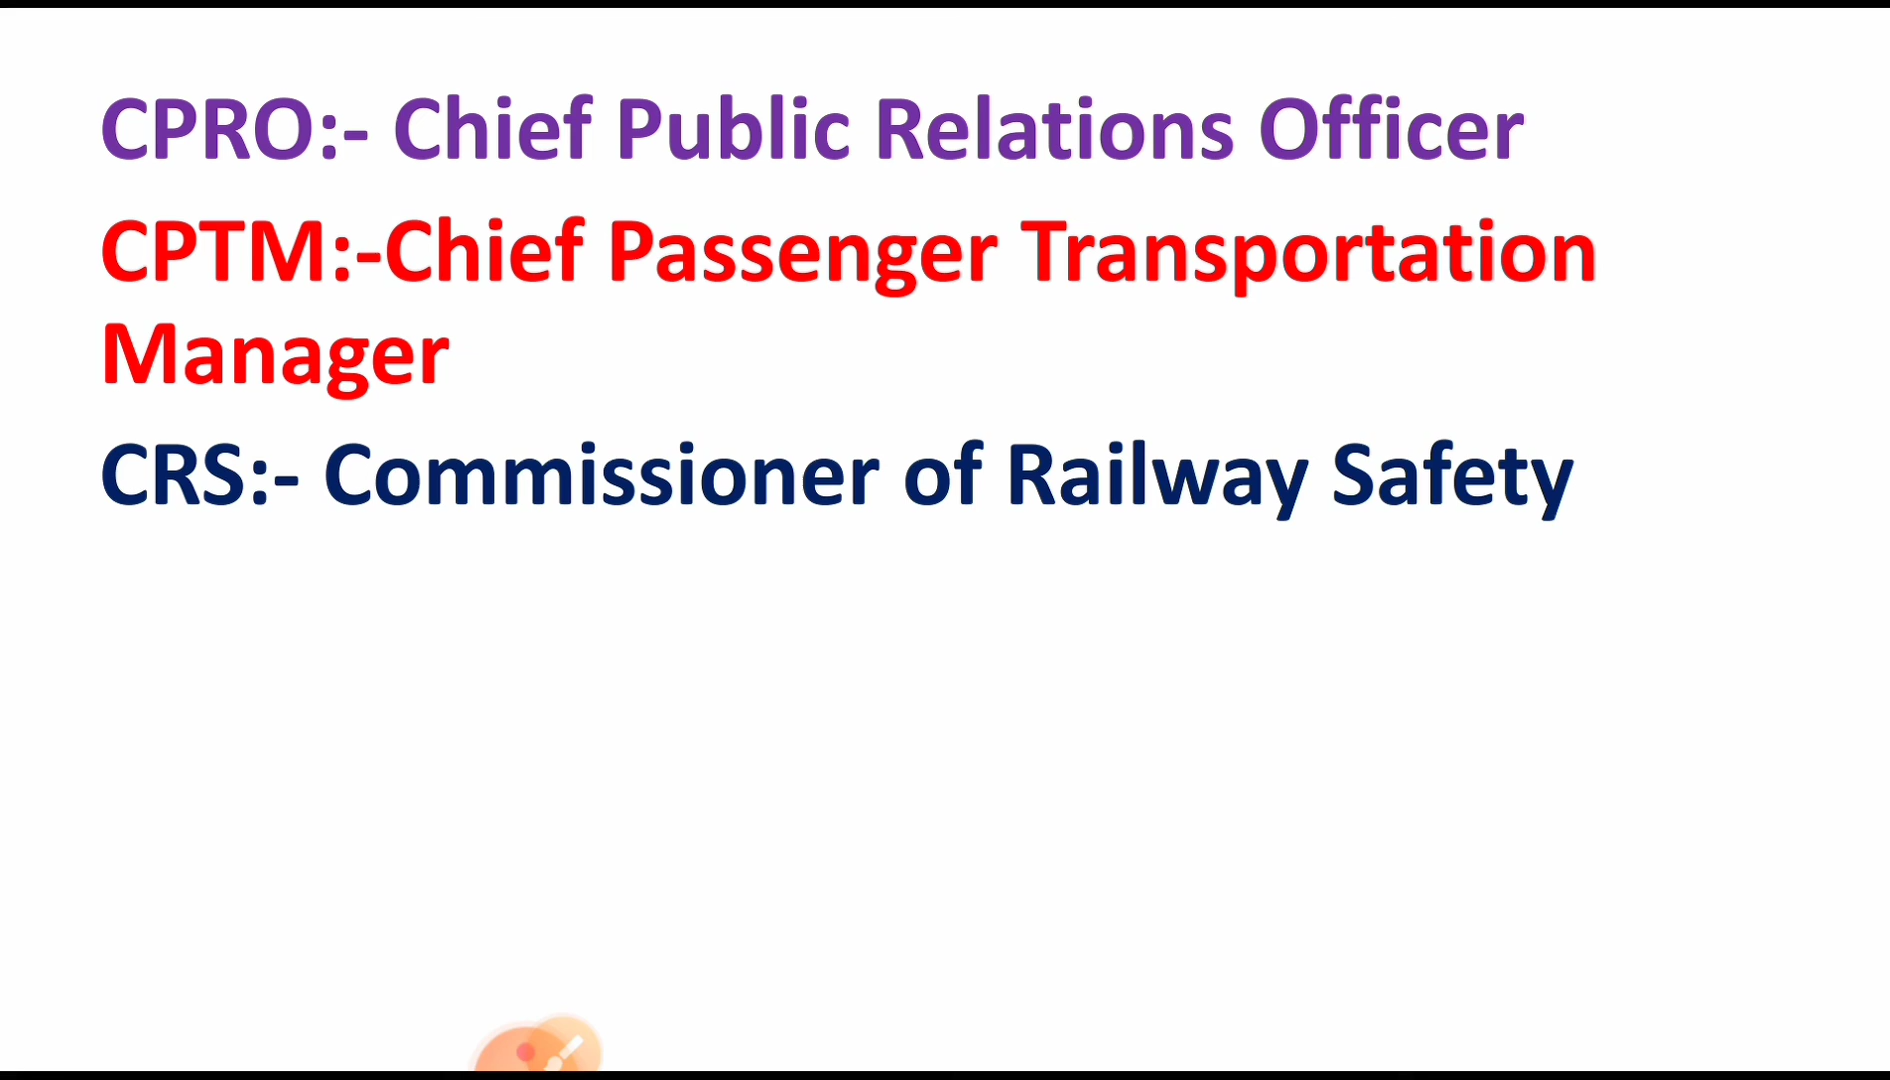 CPRO:- Chief Public Relations Officer
CPTM:-Chief Passenger Transportation
Manager
CRS:- Commissioner of Railway Safety